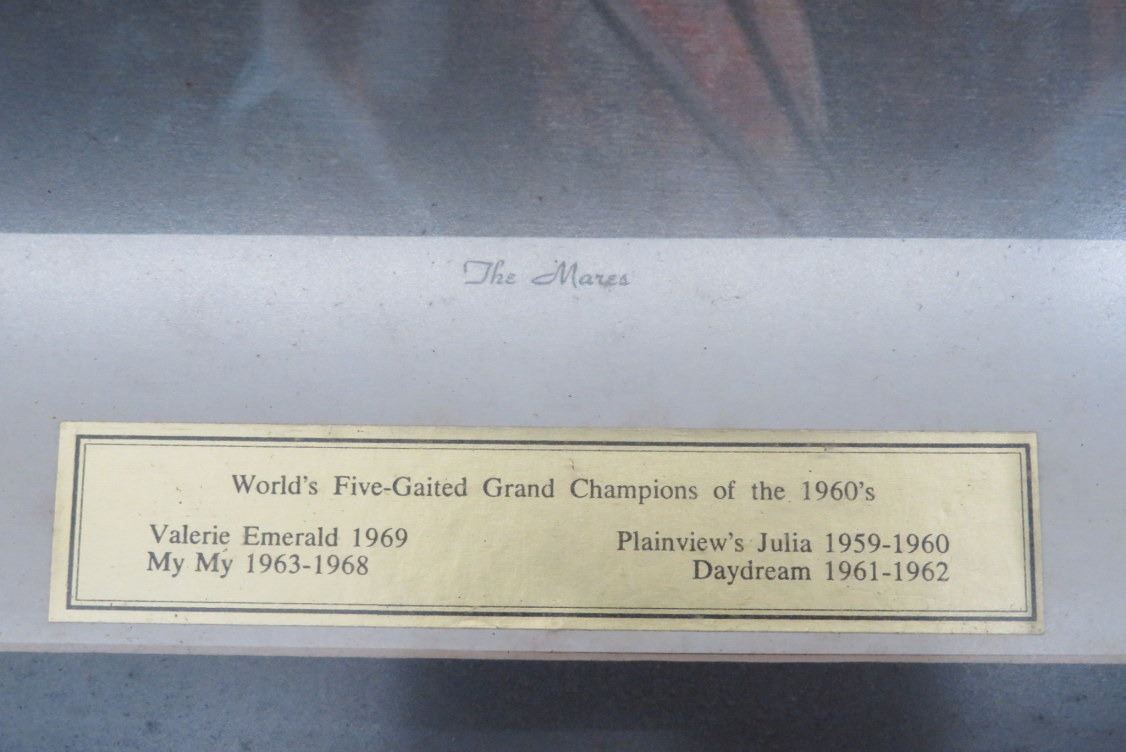 The Mares
World's Five-Gaited Grand Champions of the 1960's
Valerie Emerald 1969
My My 1963-1968
Plainview's Julia 1959-1960
Daydream 1961-1962